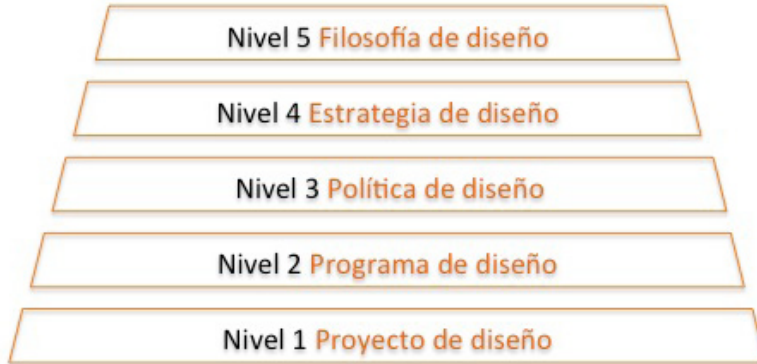 Nivel 5 Filosofía de diseño
Nivel 4 Estrategia de diseño
Nivel 3 Política de diseño
Nivel 2 Programa de diseño
Nivel 1 Proyecto de diseño